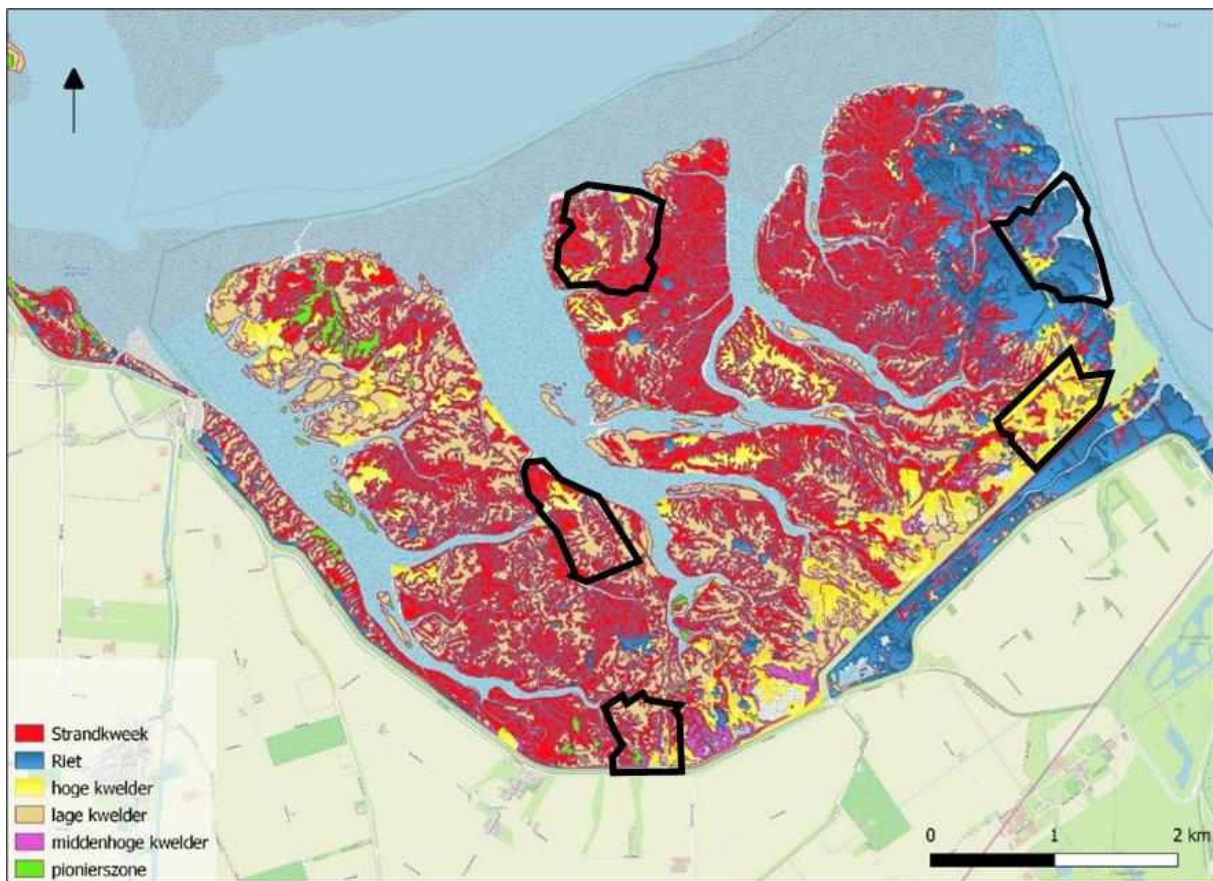 Strandkweek
Riet
hoge kwelder
lage kwelder
middenhoge kwelder
pionierszone
0 1 2 km